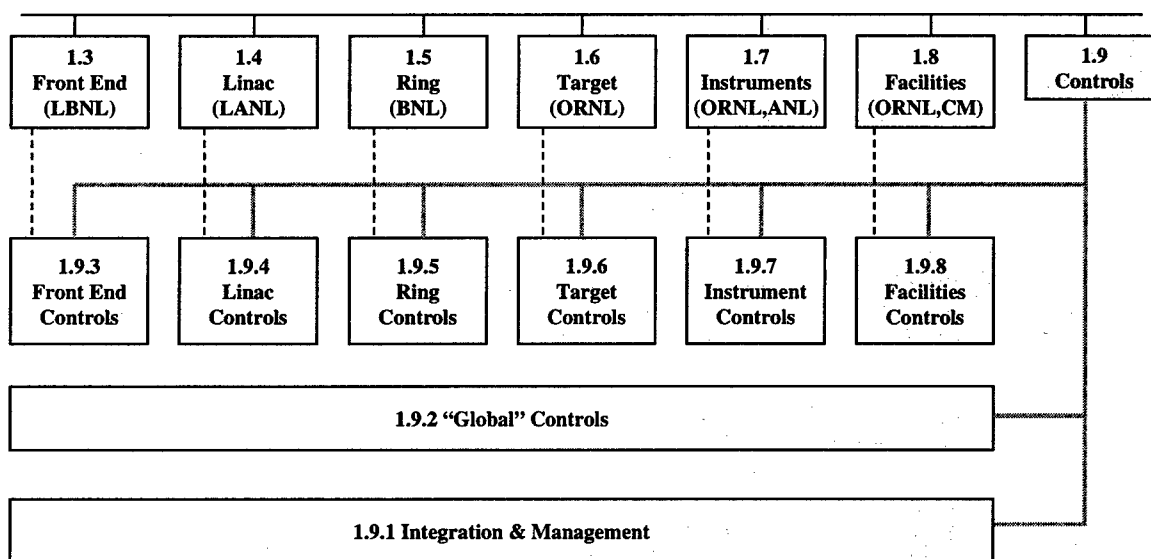 1.3
Front End
(LBNL)
1.4
Linac
(LANL)
1.5
Ring
(BNL)
1.6
Target
(ORNL)
1.7
Instruments
(ORNL,ANL)
1.8
Facilities
(ORNL,CM)
1.9
Controls
1.9.3
Front End
Controls
1.9.4
Linac
Controls
1.9.5
Ring
Controls
1.9.6
Target
Controls
1.9.7
Instrument
Controls
1.9.8
Facilities
Controls
1.9.2 “Global” Controls
1.9.1 Integration & Management